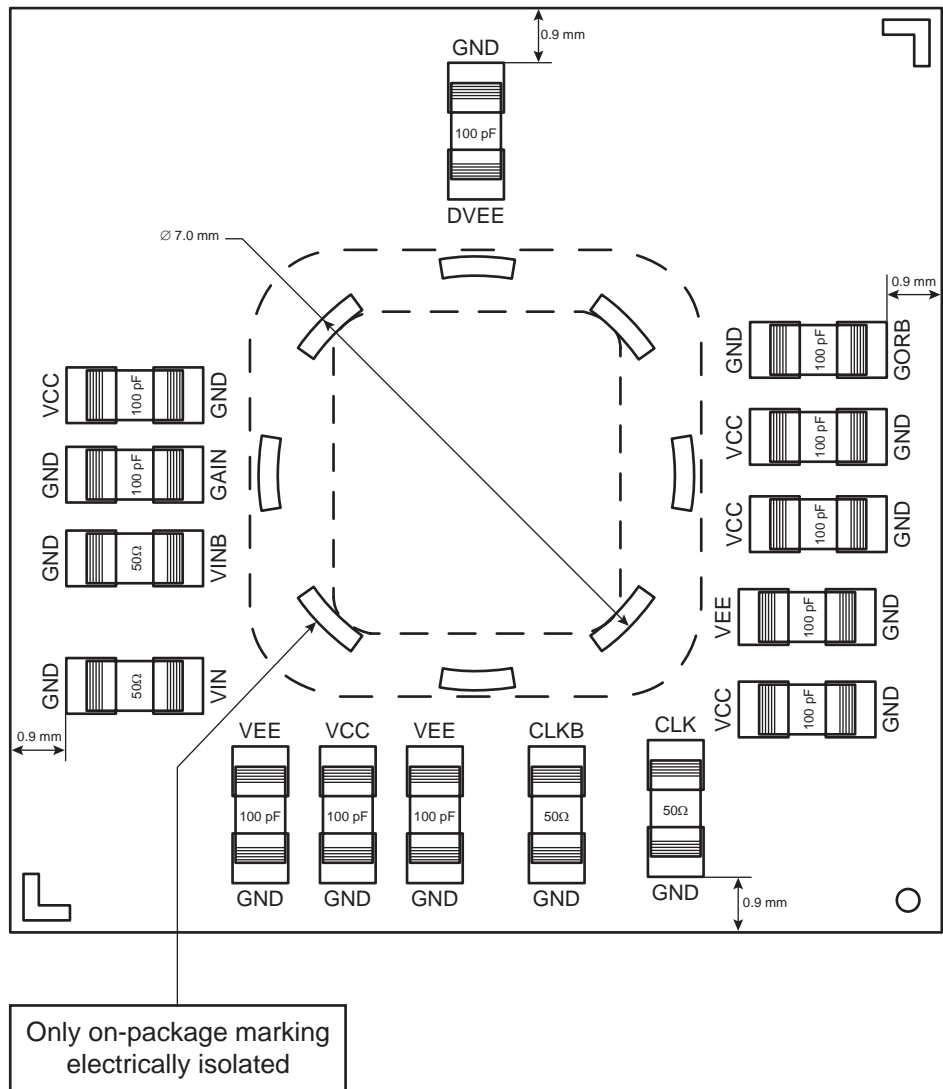 0.9 mm
GND
100 pF
DVEE
Ø 7.0 mm
0.9 mm
GND
100 pF
GORB
VCC
100 pF
GND
VCC
100 pF
GND
GND
100 pF
GAIN
VCC
100 pF
GND
GND
50Ω
VINB
VEE
100 pF
GND
GND
50Ω
VIN
VCC
100 pF
GND
0.9 mm
VEE
VCC
VEE
CLKB
CLK
100 pF
100 pF
100 pF
50Ω
50Ω
GND
GND
GND
GND
GND
0.9 mm
Only on-package marking
electrically isolated